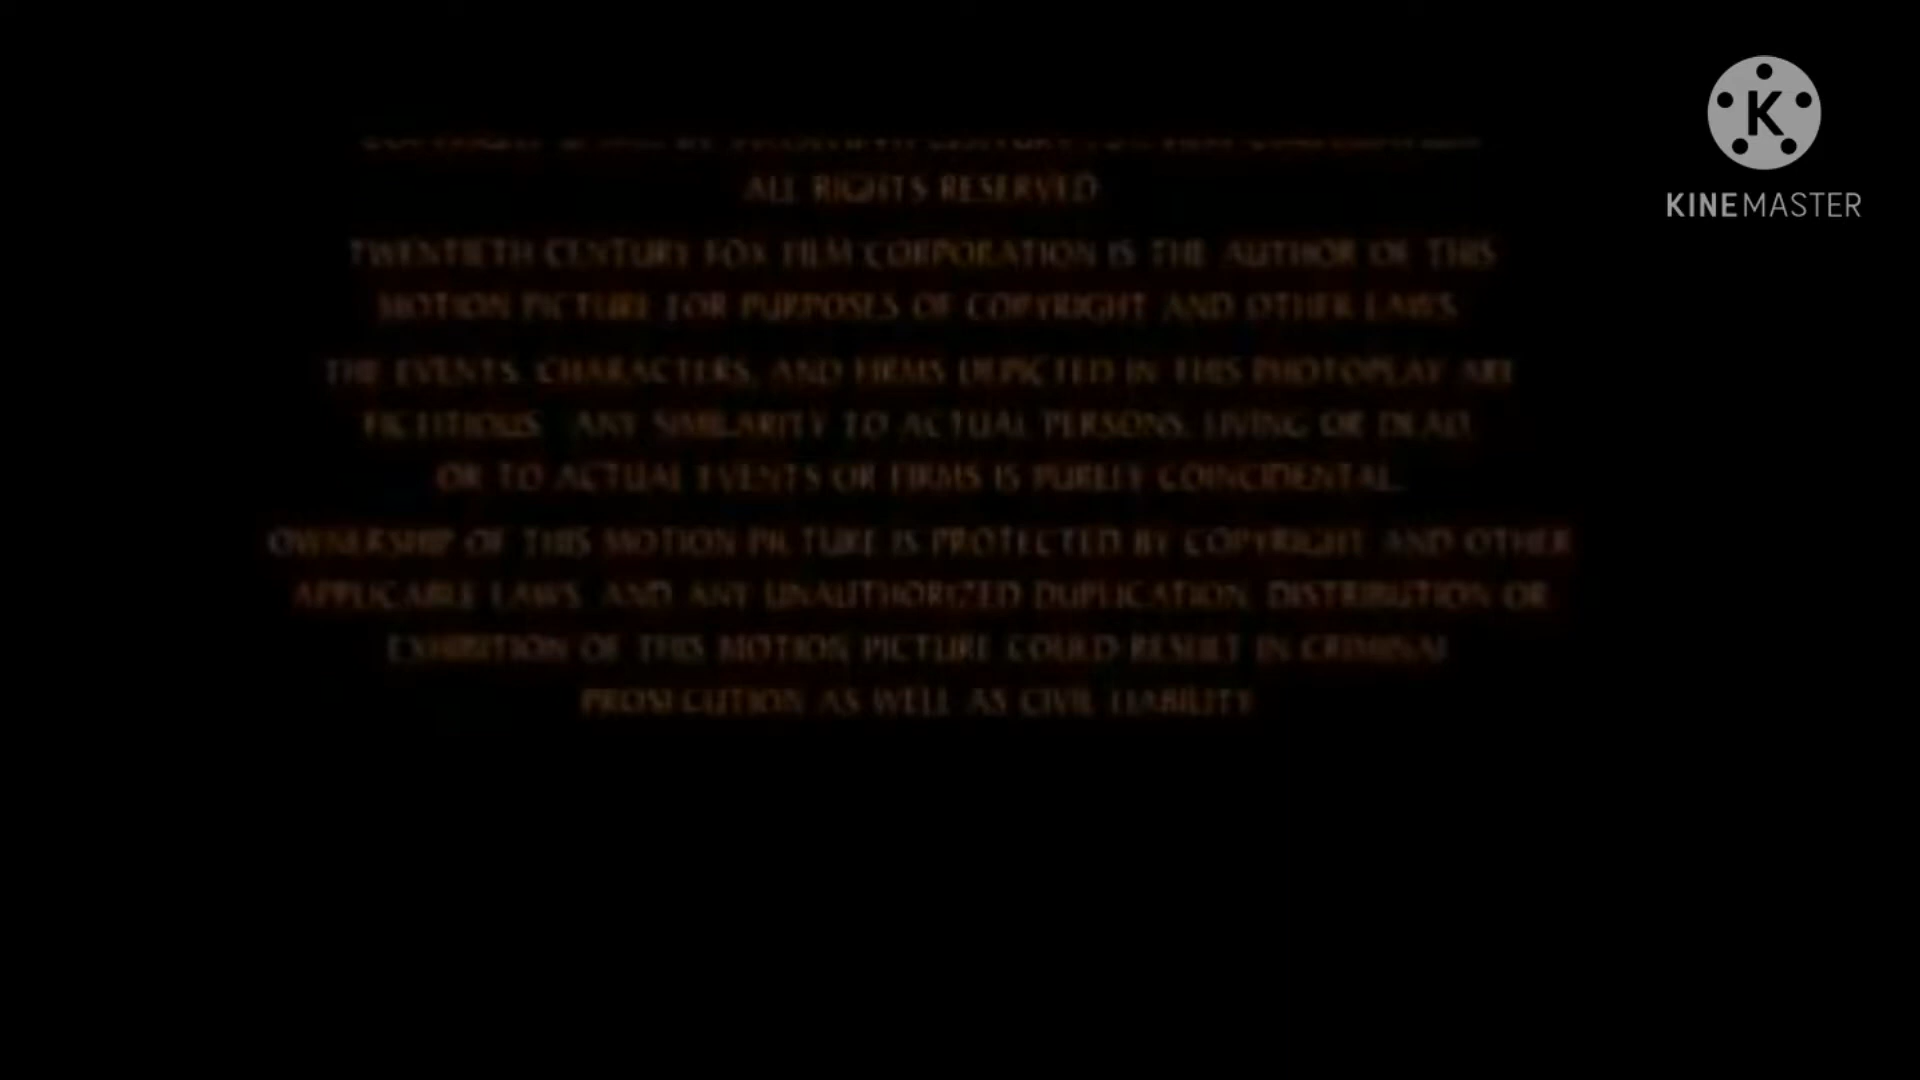 ALL RIGHTS RESERVED
TWENTIETH CENTURY FOX FILM CORPORATION IS THE AUTHOR OF THIS
MOTION PICTURE FOR PURPOSES OF COPYRIGHT AND OTHER LAWS.
THE EVENTS, CHARACTERS, AND FIRMS DEPICTED IN THIS PHOTOPLAY ARE
FICTITIOUS. ANY SIMILARITY TO ACTUAL PERSONS, LIVING OR DEAD,
OR TO ACTUAL EVENTS OR FIRMS IS PURELY COINCIDENTAL.
OWNERSHIP OF THIS MOTION PICTURE IS PROTECTED BY COPYRIGHT AND OTHER
APPLICABLE LAWS, AND ANY UNAUTHORIZED DUPLICATION, DISTRIBUTION OR
EXHIBITION OF THIS MOTION PICTURE COULD RESULT IN CRIMINAL
PROSECUTION AS WELL AS CIVIL LIABILITY
K
KINEMASTER